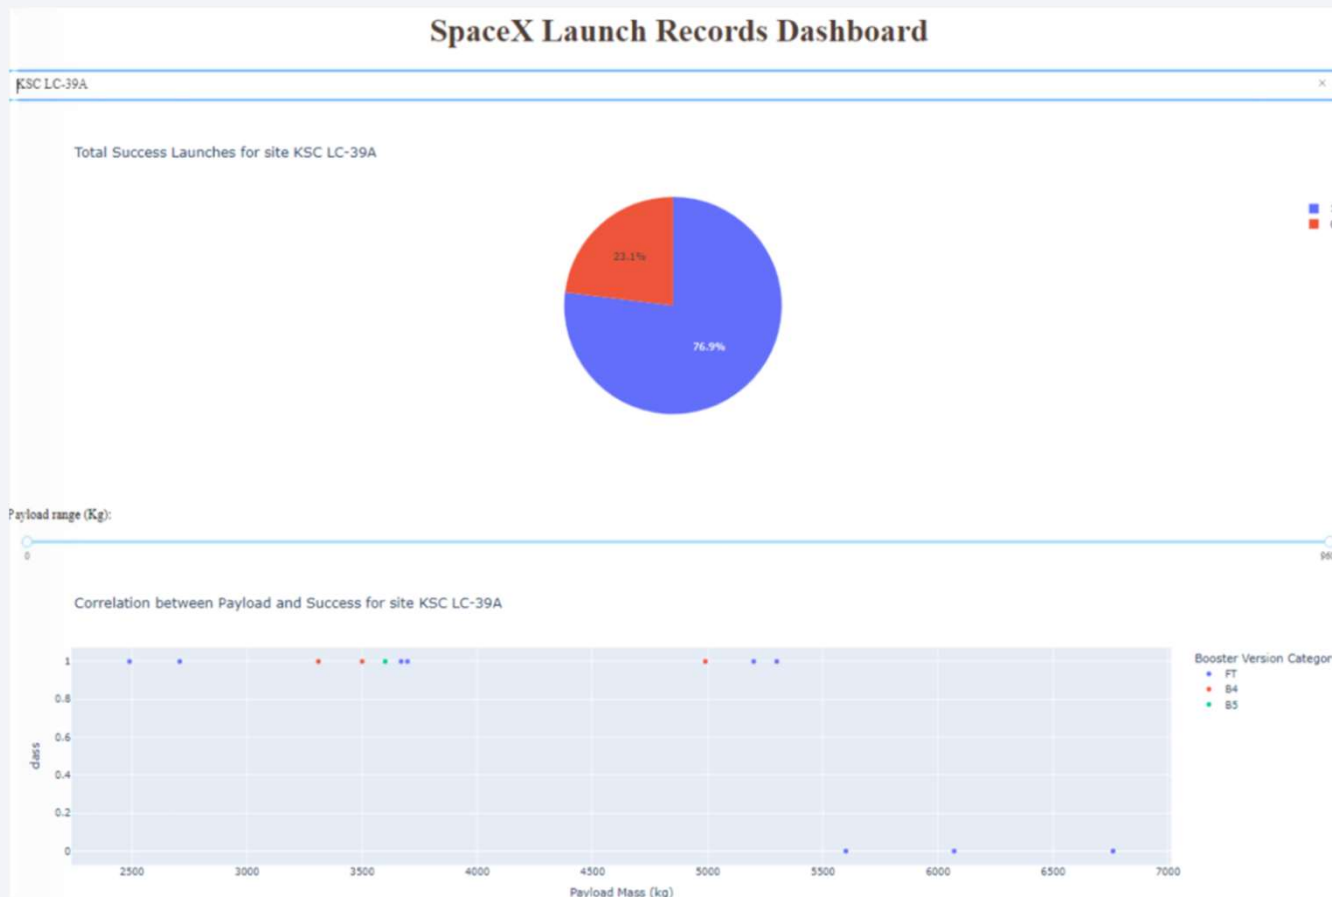 SpaceX Launch Records Dashboard
KSC LC-39A
×
Total Success Launches for site KSC LC-39A
23.1%
76.9%
Payload range (Kg):
0
Correlation between Payload and Success for site KSC LC-39A
1
0.8
0.6
0.4
0.2
0
class
2500 3000 3500 4000 4500 5000 5500 6000 6500 7000
Payload Mass (kg)
Booster Version Categor
FT
B4
B5